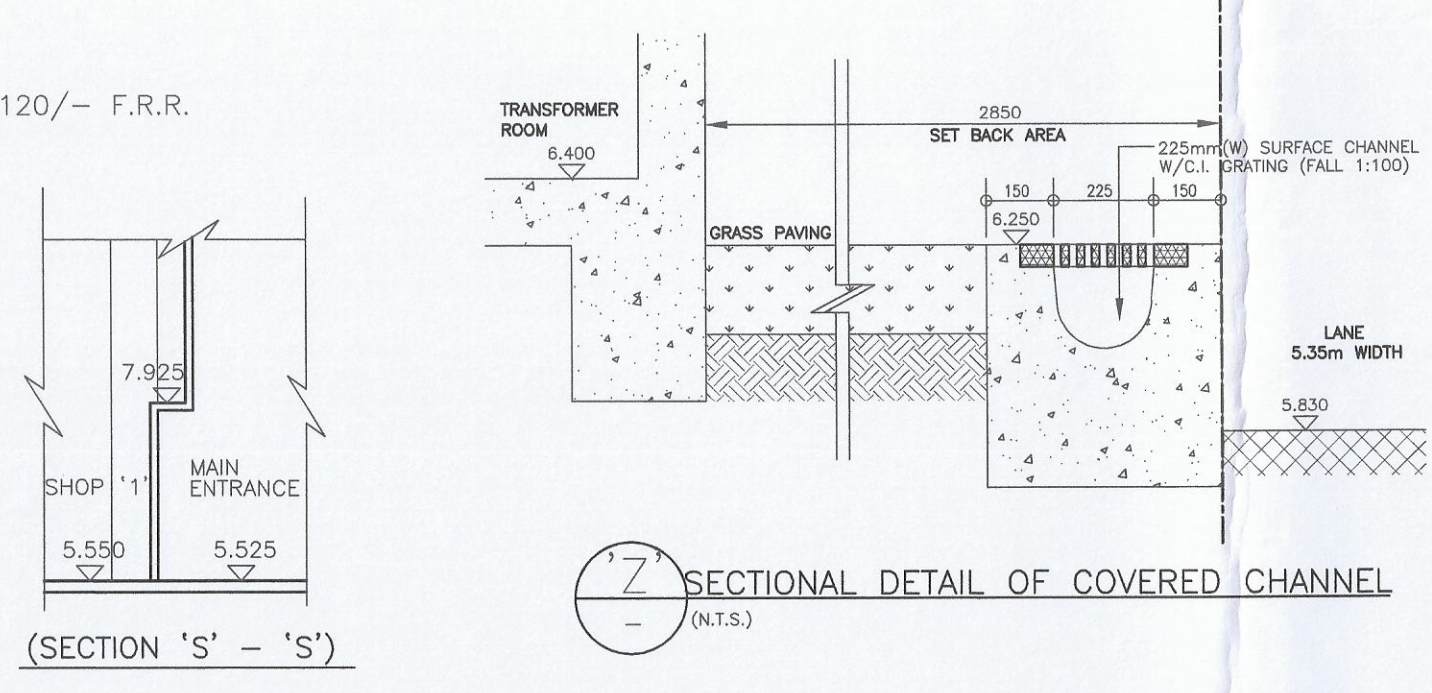 120/- F.R.R.
7.925
SHOP '1'
MAIN
ENTRANCE
5.550
5.525
(SECTION 'S' - 'S')
TRANSFORMER
ROOM
6.400
2850
SET BACK AREA
225mm(W) SURFACE CHANNEL
W/C.I. GRATING (FALL 1:100)
150
225
150
6.250
GRASS PAVING
LANE
5.35m WIDTH
5.830
'Z'
-
SECTIONAL DETAIL OF COVERED CHANNEL
(N.T.S.)